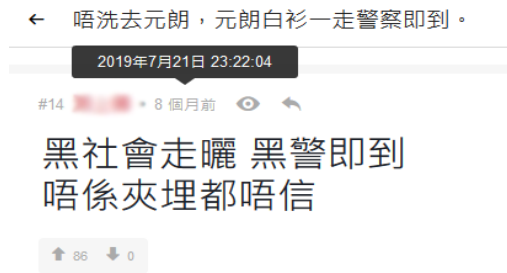 唔洗去元朗，元朗白衫一走警察即到。
2019年7月21日 23:22:04
#14 • 8 個月前
黑社會走曬 黑警即到
唔係夾埋都唔信
86 0